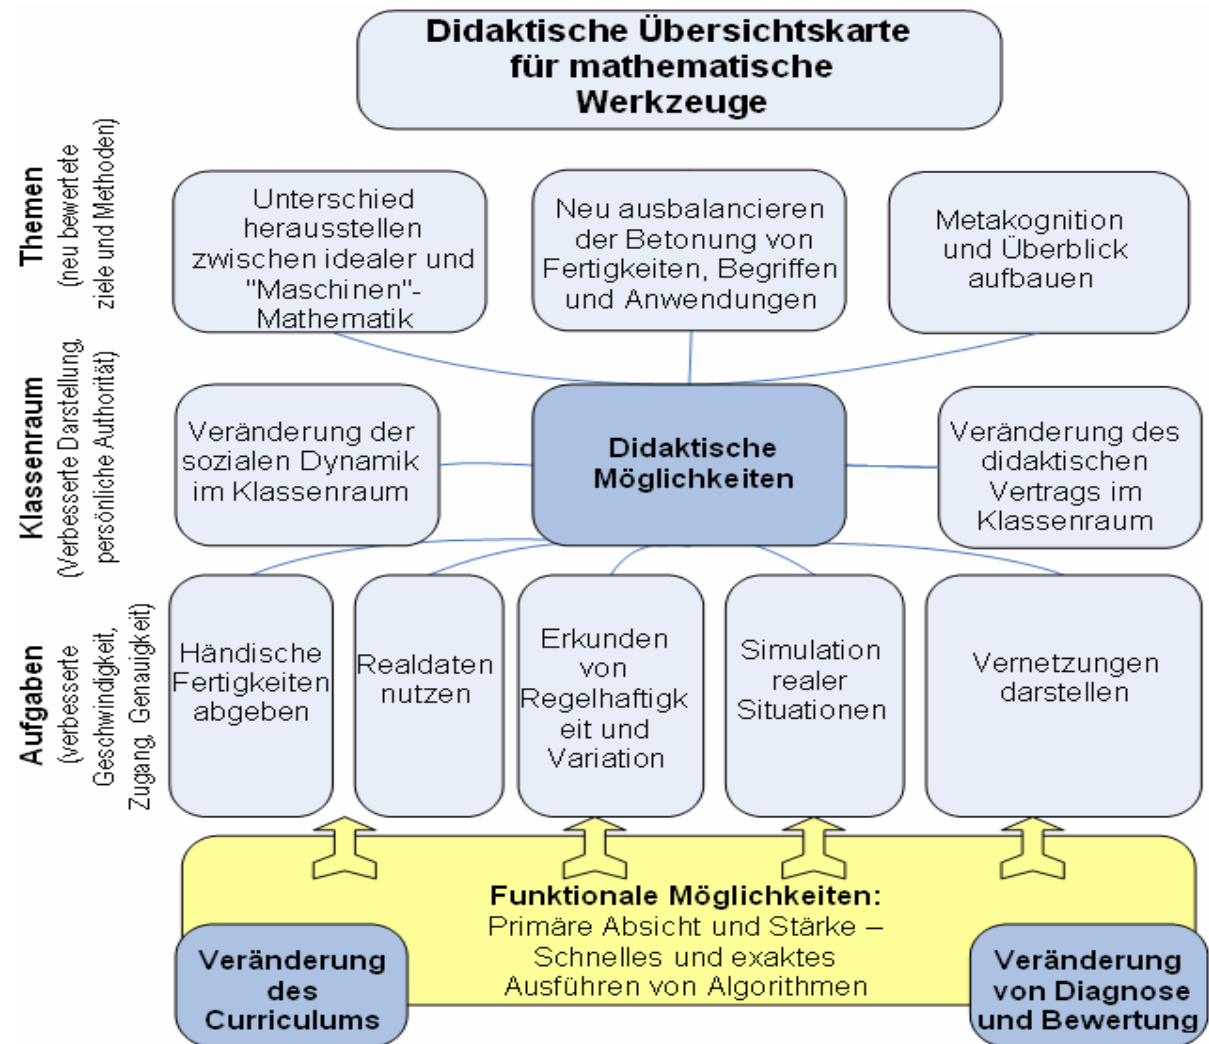 Didaktische Übersichtskarte
für mathematische
Werkzeuge
Themen
(neu bewertete
ziele und Methoden)
Unterschied
herausstellen
zwischen idealer und
"Maschinen"-
Mathematik
Neu ausbalancieren
der Betonung von
Fertigkeiten, Begriffen
und Anwendungen
Metakognition
und Überblick
aufbauen
Klassenraum
(Verbesserte Darstellung,
persönliche Authorität)
Veränderung der
sozialen Dynamik
im Klassenraum
Didaktische
Möglichkeiten
Veränderung des
didaktischen
Vertrags im
Klassenraum
Aufgaben
(verbesserte
Geschwindigkeit,
Zugang, Genauigkeit)
Händische
Fertigkeiten
abgeben
Realdaten
nutzen
Erkunden
von
Regelhaftigk
eit und
Variation
Simulation
realer
Situationen
Vernetzungen
darstellen
Funktionale Möglichkeiten:
Primäre Absicht und Stärke –
Schnelles und exaktes
Ausführen von Algorithmen
Veränderung
des
Curriculums
Veränderung
von Diagnose
und Bewertung